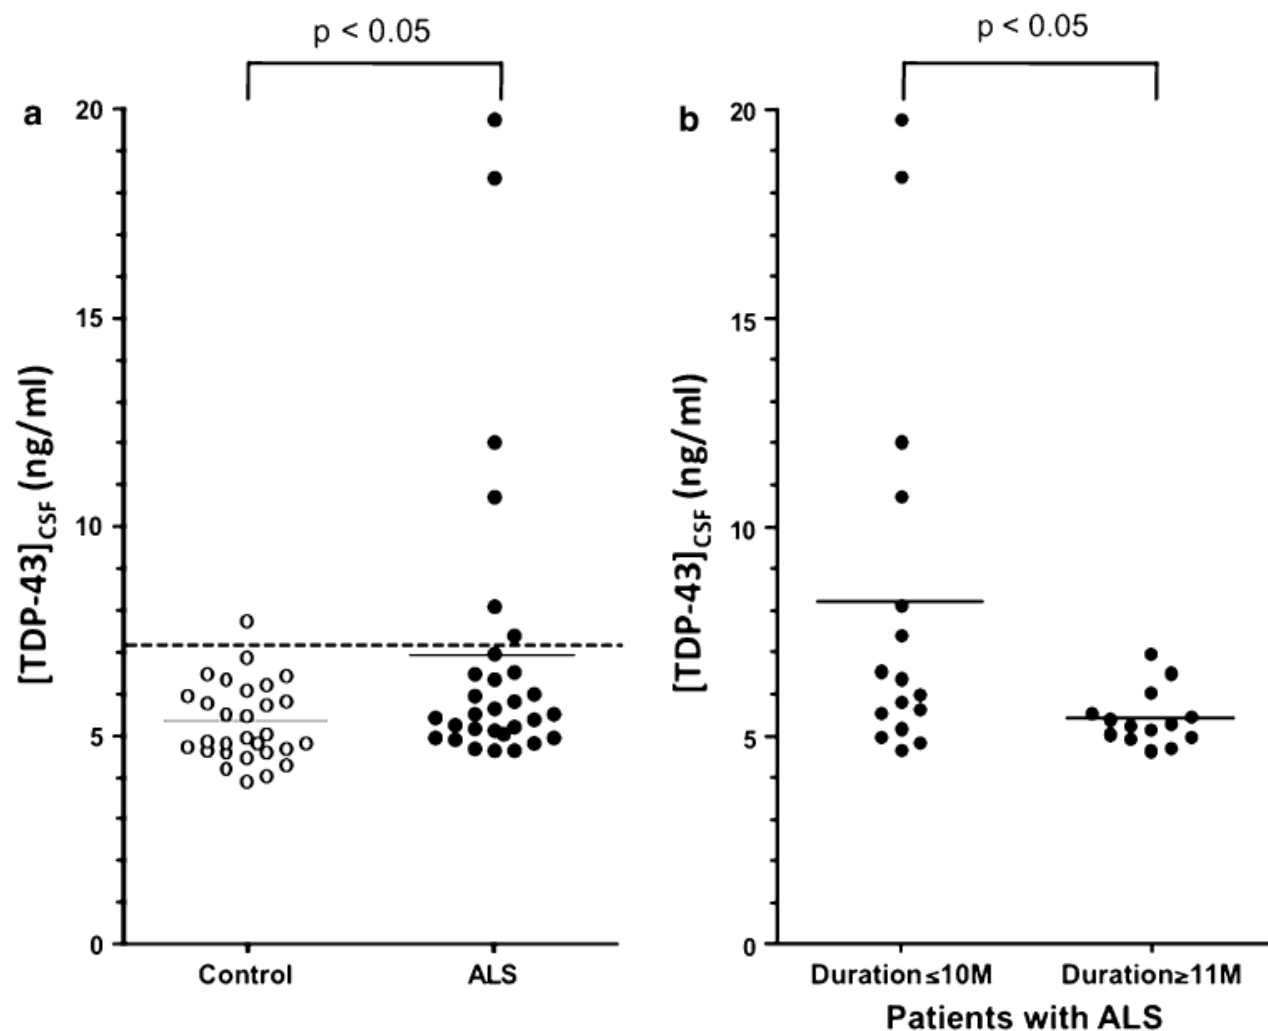 p < 0.05
a
20
15
10
5
0
[TDP-43]CSF (ng/ml)
Control
ALS
p < 0.05
b
20
15
10
5
0
[TDP-43]CSF (ng/ml)
Duration≤10M
Duration≥11M
Patients with ALS